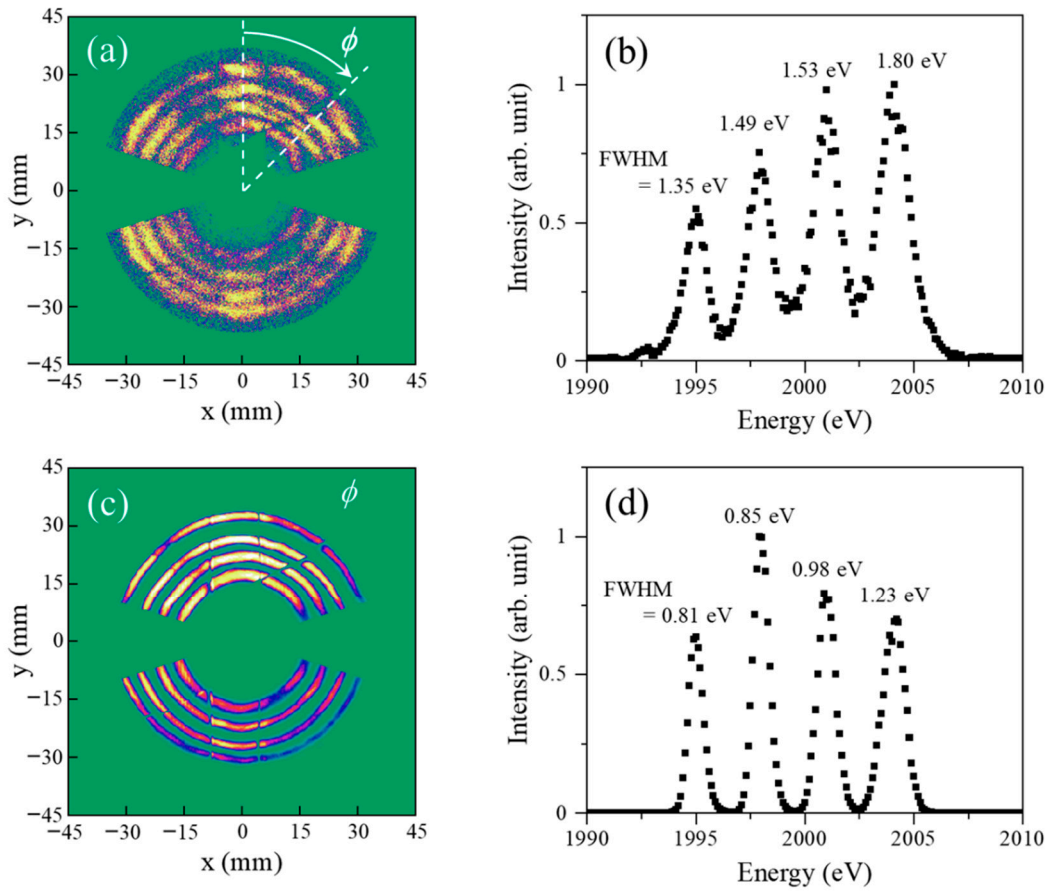 (a)
ϕ
45
30
15
0
−15
−30
−45
y (mm
−45 −30 −15 0 15 30 45
x (mm)
(b)
1.80 eV
1.53 eV
1.49 eV
FWHM
= 1.35 eV
1
0.5
0
Intensity (arb. unit)
1990 1995 2000 2005 2010
Energy (eV)
(c)
ϕ
45
30
15
0
−15
−30
−45
y (mm
−45 −30 −15 0 15 30 45
x (mm)
(d)
0.85 eV
0.98 eV
1.23 eV
FWHM
= 0.81 eV
1
0.5
0
Intensity (arb. unit)
1990 1995 2000 2005 2010
Energy (eV)